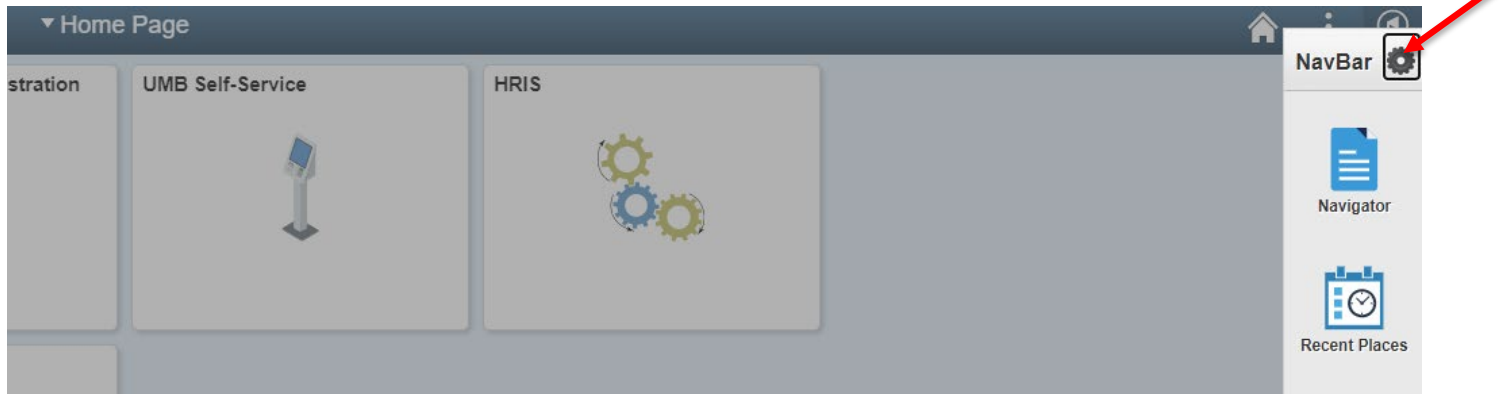 Home Page
NavBar
stration
UMB Self-Service
HRIS
Navigator
Recent Places